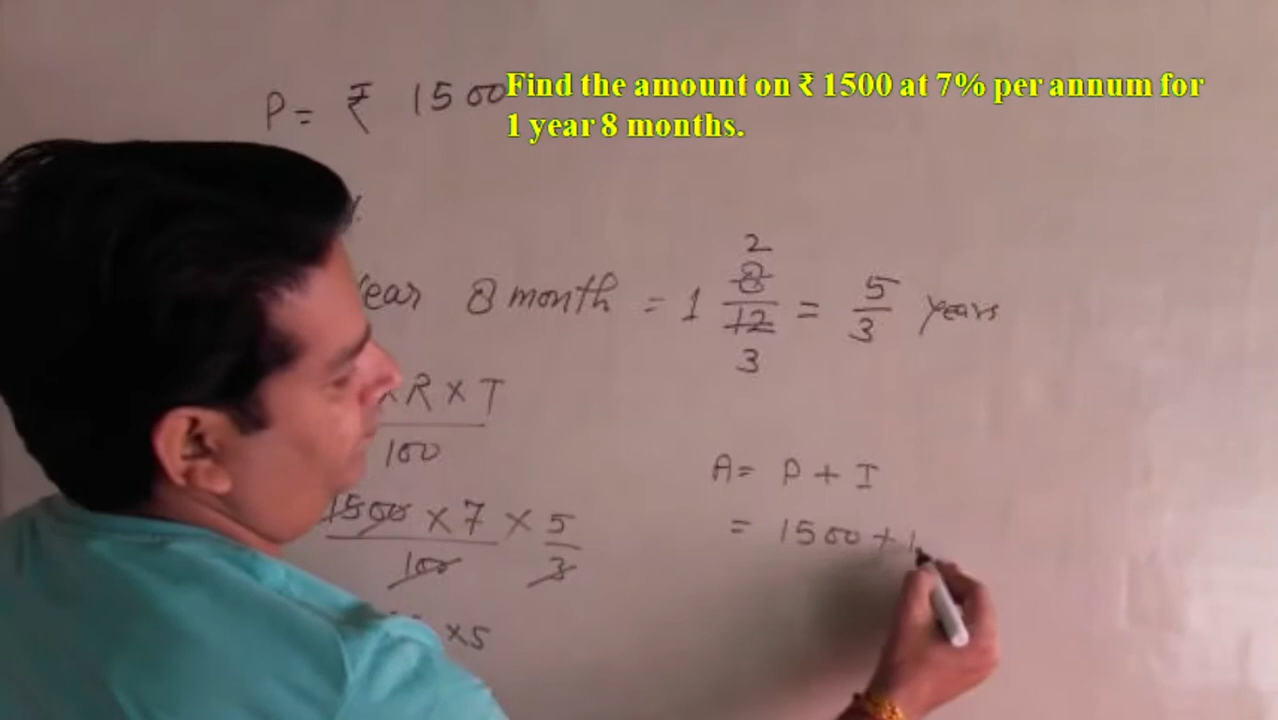 Find the amount on ₹ 1500 at 7% per annum for
1 year 8 months.
P = ₹ 1500
%
year 8 month = 1 2 8/12 3 = 5/3 years
× R × T
100
A = P + I
1500 × 7 × 5
100 3
= 1500 + 1
× 5